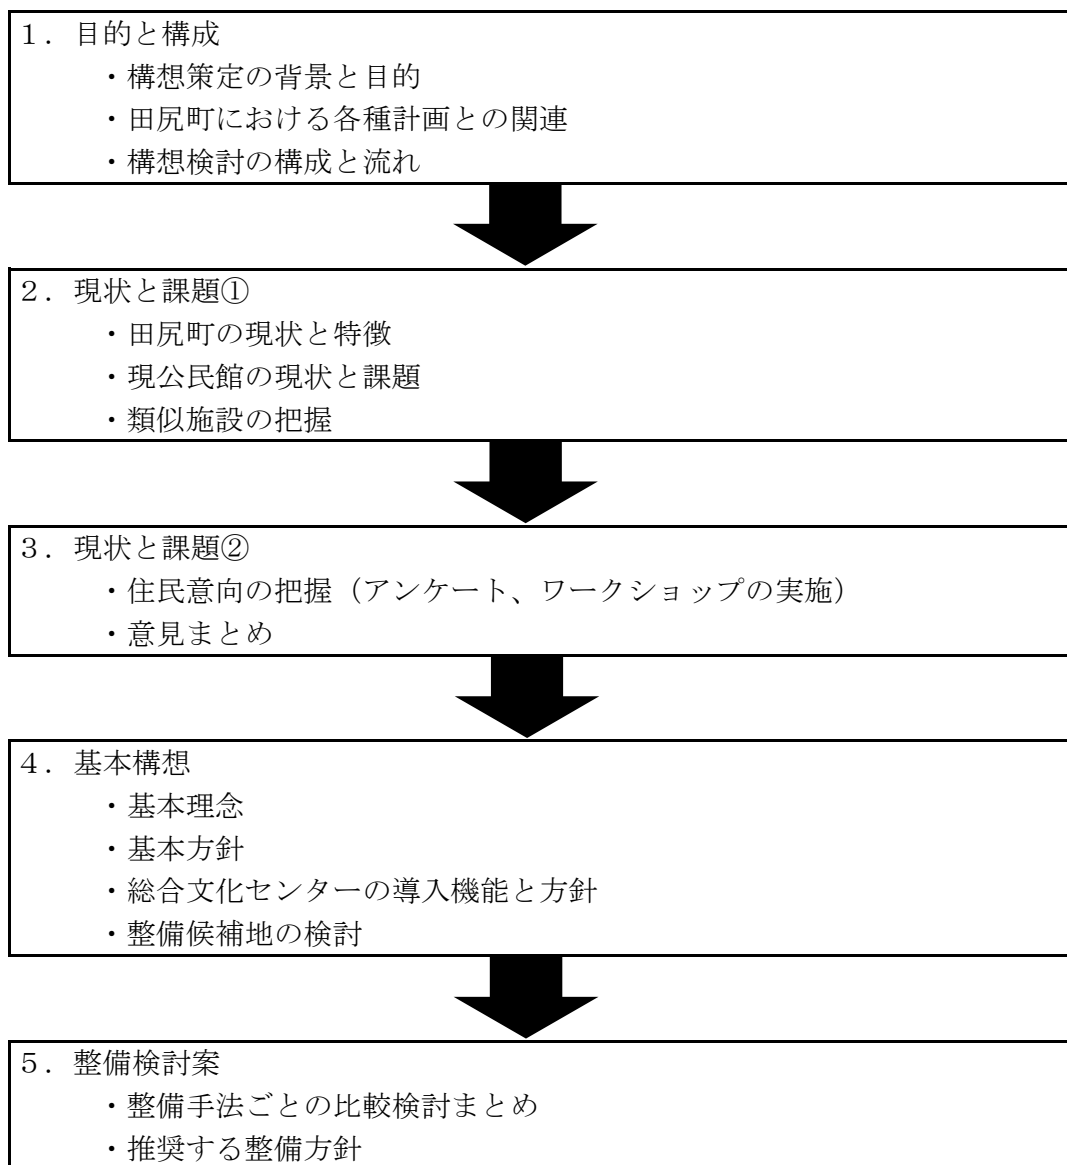 １．目的と構成
・構想策定の背景と目的
・田尻町における各種計画との関連
・構想検討の構成と流れ
２．現状と課題①
・田尻町の現状と特徴
・現公民館の現状と課題
・類似施設の把握
３．現状と課題②
・住民意向の把握（アンケート、ワークショップの実施）
・意見まとめ
４．基本構想
・基本理念
・基本方針
・総合文化センターの導入機能と方針
・整備候補地の検討
５．整備検討案
・整備手法ごとの比較検討まとめ
・推奨する整備方針